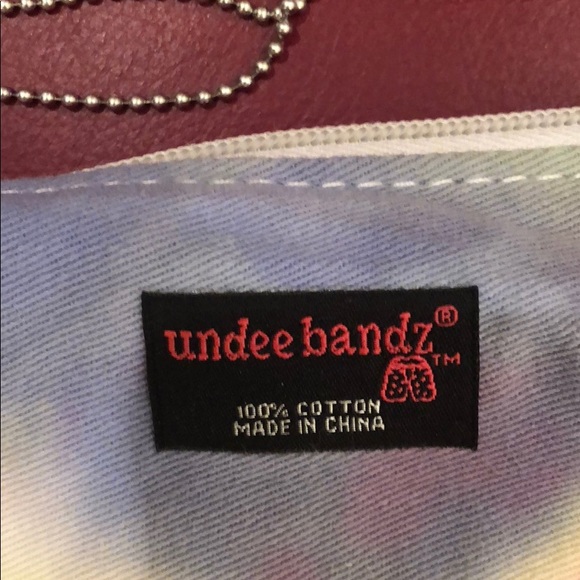 undee bandz®
™
100% COTTON
MADE IN CHINA